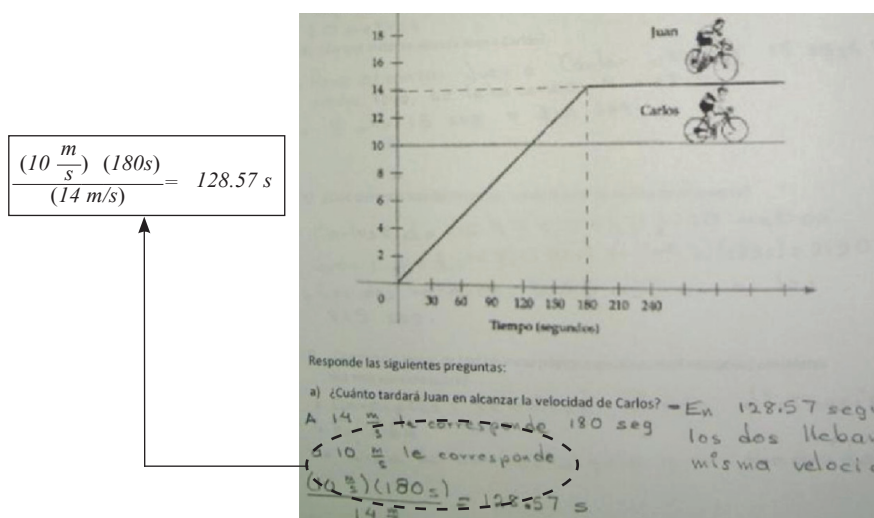 18
Juan
16
14
Carlos
12
10
8
6
4
2
0
30 60 90 120 150 180 210 240
Tiempo (segundos)
(10 m/s) (180s) / (14 m/s) = 128.57 s
Responde las siguientes preguntas:
a) ¿Cuánto tardará Juan en alcanzar la velocidad de Carlos? - En 128.57 seg
A 14 m/s le corresponde 180 seg
los dos lleba
a 10 m/s le corresponde
misma veloci
(10 m/s)(180s) / 14 = 128.57 s